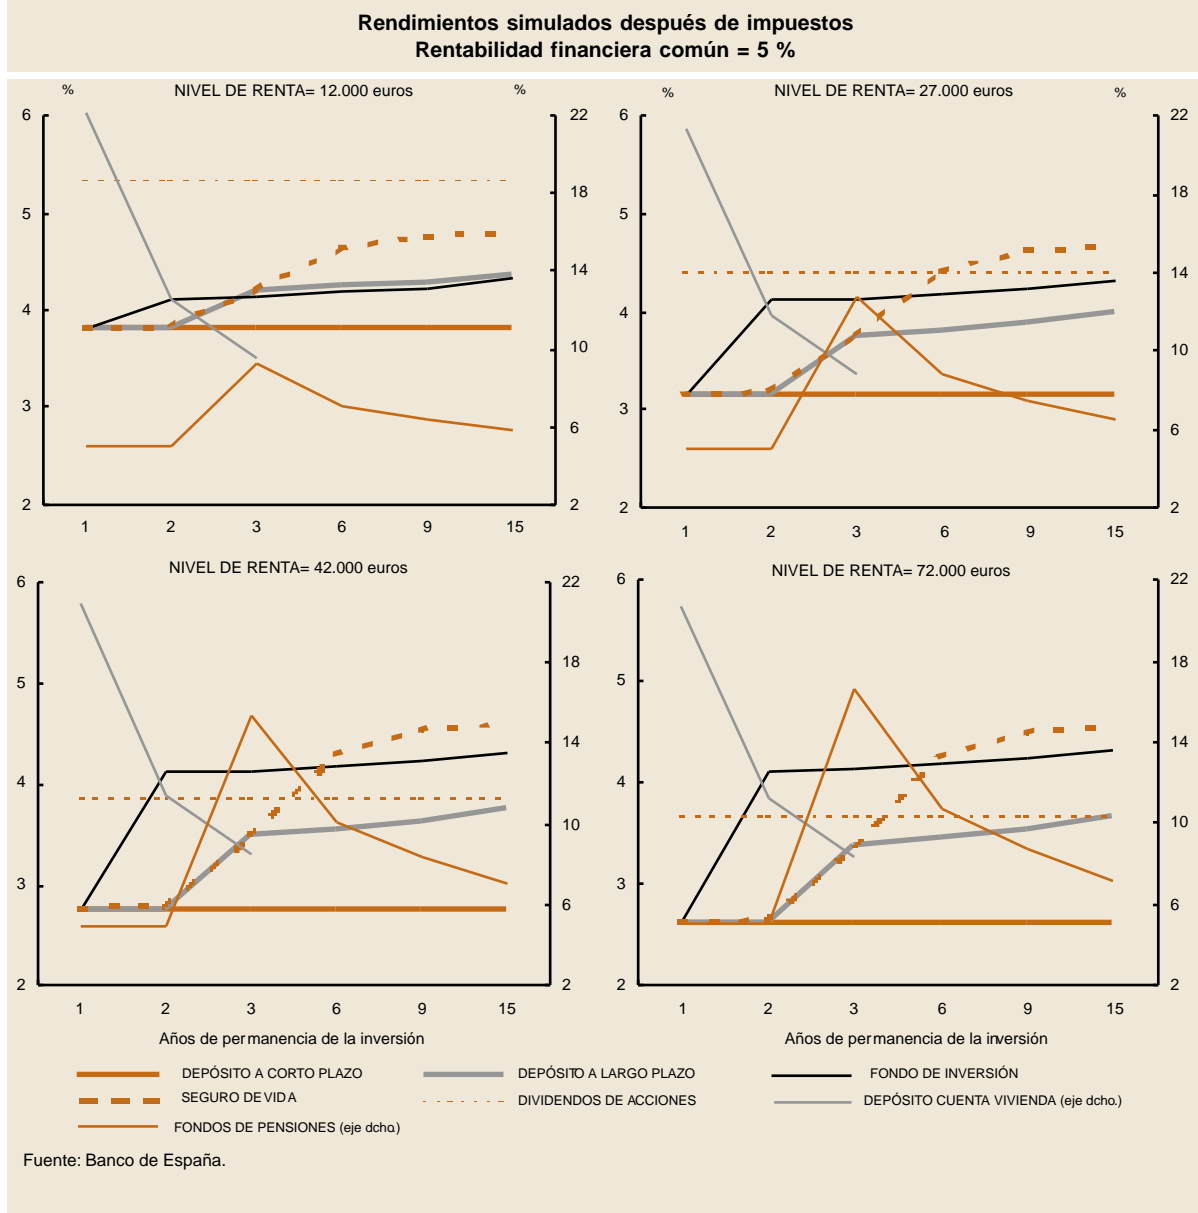 Rendimientos simulados después de impuestos
Rentabilidad financiera común = 5 %
% NIVEL DE RENTA= 12.000 euros %
6 22
18
5
14
4
10
3
6
2 2
1 2 3 6 9 15
% NIVEL DE RENTA= 27.000 euros %
6 22
18
5
14
4
10
3
6
2 2
1 2 3 6 9 15
NIVEL DE RENTA= 42.000 euros
6 22
18
5
14
4
10
3
6
2 2
1 2 3 6 9 15
Años de permanencia de la inversión
NIVEL DE RENTA= 72.000 euros
6 22
18
5
14
4
10
3
6
2 2
1 2 3 6 9 15
Años de permanencia de la inversión
DEPÓSITO A CORTO PLAZO DEPÓSITO A LARGO PLAZO FONDO DE INVERSIÓN
SEGURO DE VIDA DIVIDENDOS DE ACCIONES DEPÓSITO CUENTA VIVIENDA (eje dcho.)
FONDOS DE PENSIONES (eje dcho.)
Fuente: Banco de España.